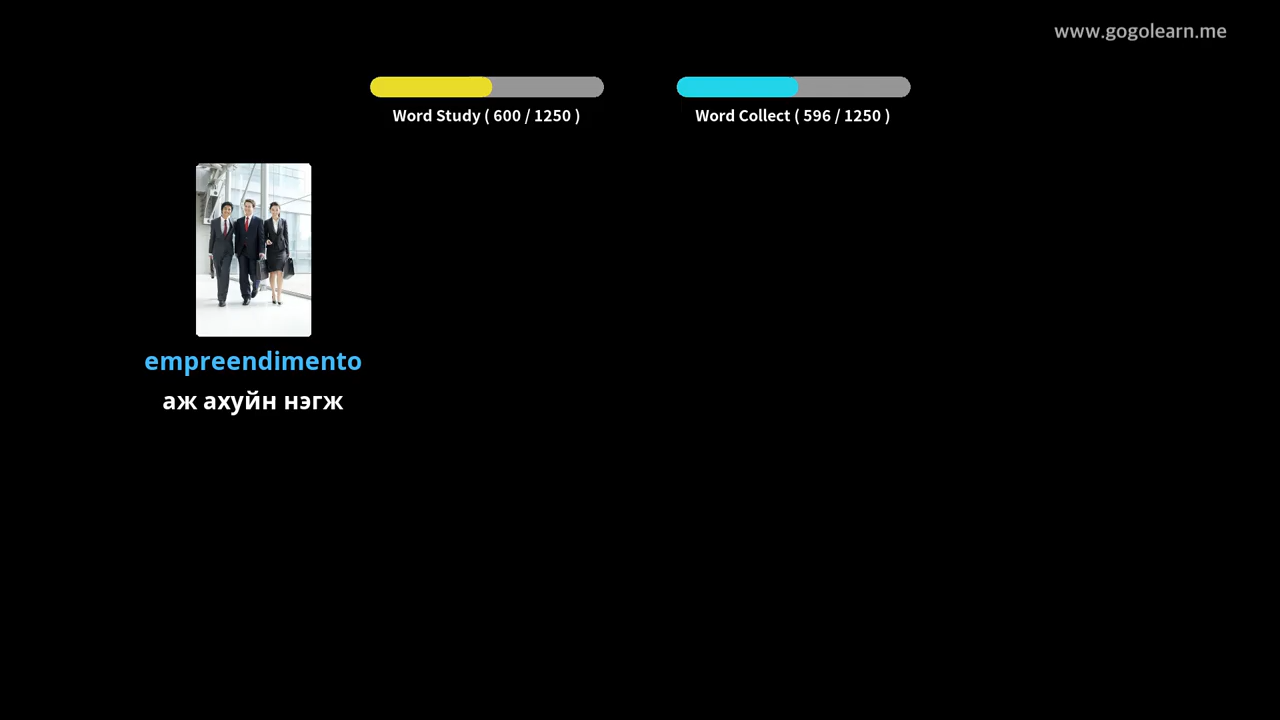 www.gogolearn.me
Word Study ( 600 / 1250 )
Word Collect ( 596 / 1250 )
empreendimento
аж ахуйн нэгж